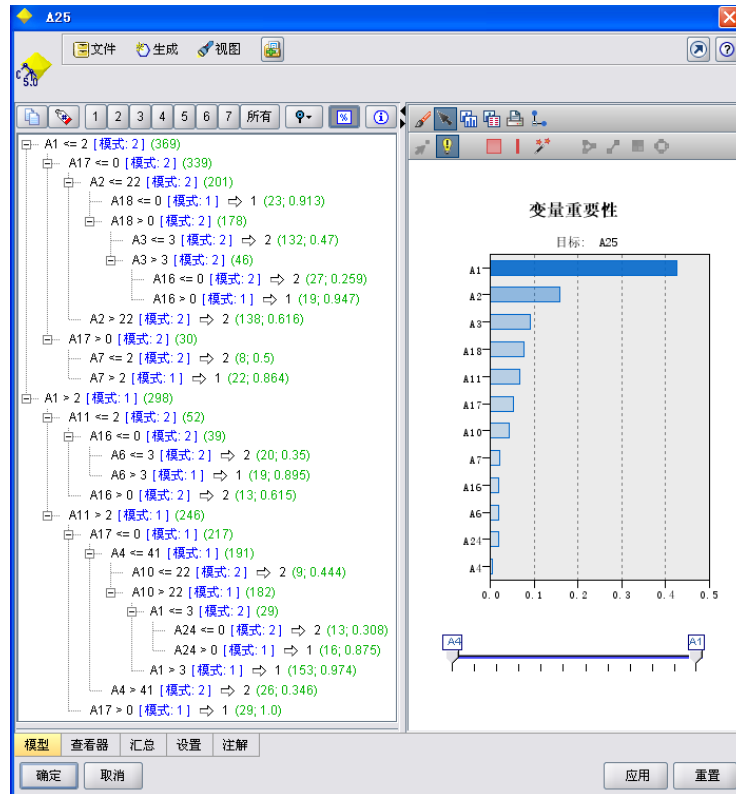 A25
文件 生成 视图
C 5.0
1 2 3 4 5 6 7 所有 %
A1 <= 2 [模式: 2] (369)
A17 <= 0 [模式: 2] (339)
A2 <= 22 [模式: 2] (201)
A18 <= 0 [模式: 1] ⇨ 1 (23; 0.913)
A18 > 0 [模式: 2] (178)
A3 <= 3 [模式: 2] ⇨ 2 (132; 0.47)
A3 > 3 [模式: 2] (46)
A16 <= 0 [模式: 2] ⇨ 2 (27; 0.259)
A16 > 0 [模式: 1] ⇨ 1 (19; 0.947)
A2 > 22 [模式: 2] ⇨ 2 (138; 0.616)
A17 > 0 [模式: 2] (30)
A7 <= 2 [模式: 2] ⇨ 2 (8; 0.5)
A7 > 2 [模式: 1] ⇨ 1 (22; 0.864)
A1 > 2 [模式: 1] (298)
A11 <= 2 [模式: 2] (52)
A16 <= 0 [模式: 2] (39)
A6 <= 3 [模式: 2] ⇨ 2 (20; 0.35)
A6 > 3 [模式: 1] ⇨ 1 (19; 0.895)
A16 > 0 [模式: 2] ⇨ 2 (13; 0.615)
A11 > 2 [模式: 1] (246)
A17 <= 0 [模式: 1] (217)
A4 <= 41 [模式: 1] (191)
A10 <= 22 [模式: 2] ⇨ 2 (9; 0.444)
A10 > 22 [模式: 1] (182)
A1 <= 3 [模式: 2] (29)
A24 <= 0 [模式: 2] ⇨ 2 (13; 0.308)
A24 > 0 [模式: 1] ⇨ 1 (16; 0.875)
A1 > 3 [模式: 1] ⇨ 1 (153; 0.974)
A4 > 41 [模式: 2] ⇨ 2 (26; 0.346)
A17 > 0 [模式: 1] ⇨ 1 (29; 1.0)
变量重要性
目标: A25
A1
A2
A3
A18
A11
A17
A10
A7
A16
A6
A24
A4
0.0 0.1 0.2 0.3 0.4 0.5
A4 A1
模型 查看器 汇总 设置 注解
确定 取消 应用 重置